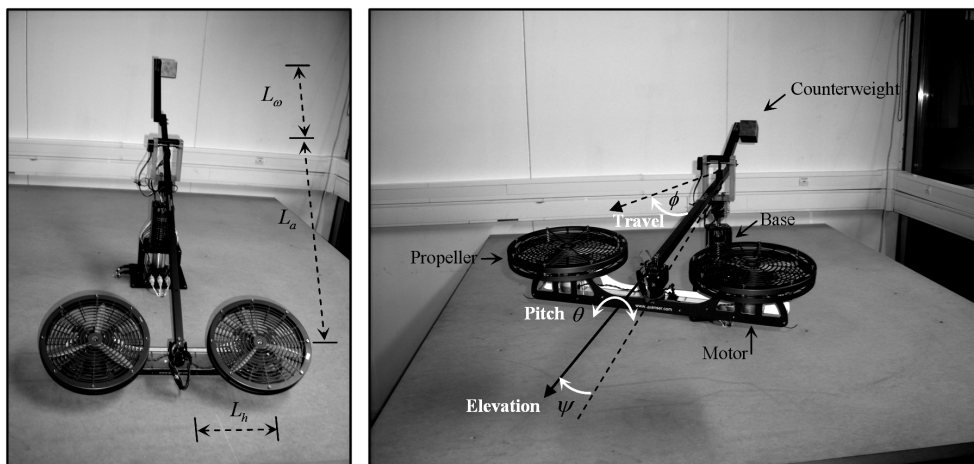 L_ω
L_a
L_h
Counterweight
ϕ
Travel
Base
Propeller
Pitch θ
Motor
Elevation
ψ